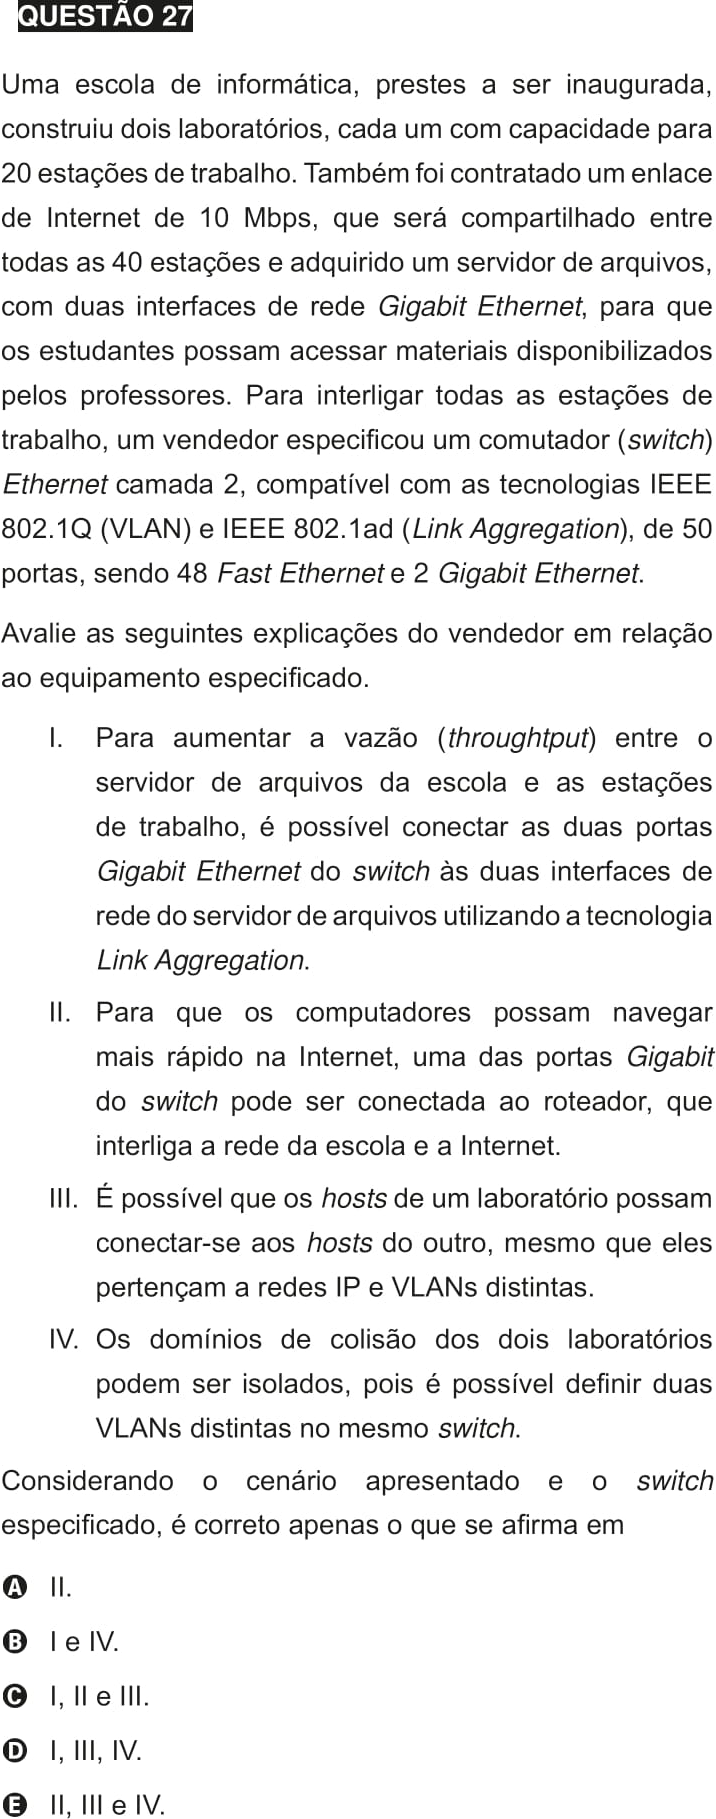 QUESTÃO 27
Uma escola de informática, prestes a ser inaugurada,
construiu dois laboratórios, cada um com capacidade para
20 estações de trabalho. Também foi contratado um enlace
de Internet de 10 Mbps, que será compartilhado entre
todas as 40 estações e adquirido um servidor de arquivos,
com duas interfaces de rede Gigabit Ethernet, para que
os estudantes possam acessar materiais disponibilizados
pelos professores. Para interligar todas as estações de
trabalho, um vendedor especificou um comutador (switch)
Ethernet camada 2, compatível com as tecnologias IEEE
802.1Q (VLAN) e IEEE 802.1ad (Link Aggregation), de 50
portas, sendo 48 Fast Ethernet e 2 Gigabit Ethernet.
Avalie as seguintes explicações do vendedor em relação
ao equipamento especificado.
I. Para aumentar a vazão (throughtput) entre o
servidor de arquivos da escola e as estações
de trabalho, é possível conectar as duas portas
Gigabit Ethernet do switch às duas interfaces de
rede do servidor de arquivos utilizando a tecnologia
Link Aggregation.
II. Para que os computadores possam navegar
mais rápido na Internet, uma das portas Gigabit
do switch pode ser conectada ao roteador, que
interliga a rede da escola e a Internet.
III. É possível que os hosts de um laboratório possam
conectar-se aos hosts do outro, mesmo que eles
pertençam a redes IP e VLANs distintas.
IV. Os domínios de colisão dos dois laboratórios
podem ser isolados, pois é possível definir duas
VLANs distintas no mesmo switch.
Considerando o cenário apresentado e o switch
especificado, é correto apenas o que se afirma em
A II.
B I e IV.
C I, II e III.
D I, III, IV.
E II, III e IV.